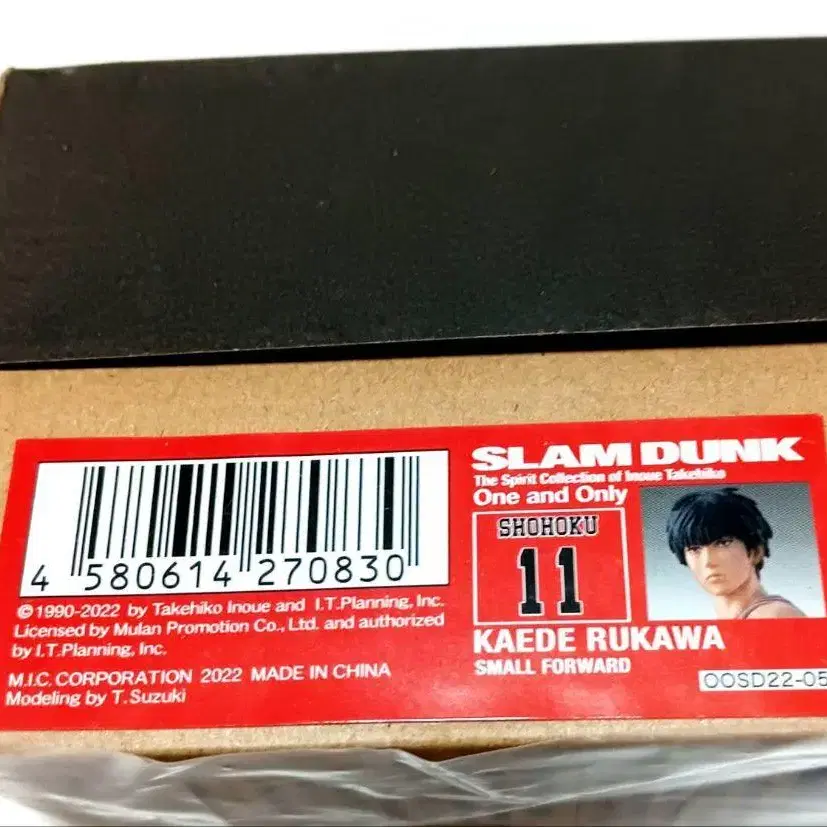 SLAM DUNK
The Spirit Collection of Inoue Takehiko
One and Only
SHOHOKU
11
KAEDE RUKAWA
SMALL FORWARD
OOSD22-05
4 580614 270830
©1990-2022 by Takehiko Inoue and I.T.Planning, Inc.
Licensed by Mulan Promotion Co., Ltd. and authorized
by I.T.Planning, Inc.
M.I.C. CORPORATION 2022 MADE IN CHINA
Modeling by T. Suzuki